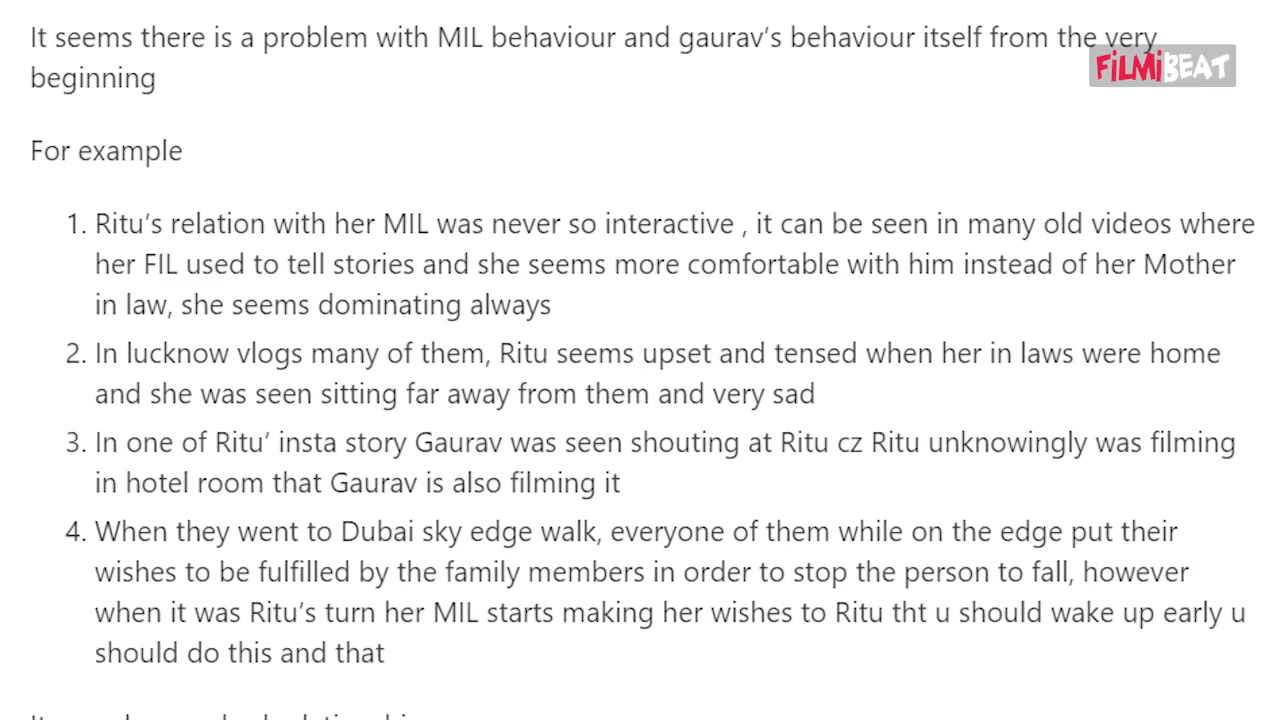 It seems there is a problem with MIL behaviour and gaurav's behaviour itself from the very
FiLMiBEAT
beginning
For example
1. Ritu's relation with her MIL was never so interactive , it can be seen in many old videos where
her FIL used to tell stories and she seems more comfortable with him instead of her Mother
in law, she seems dominating always
2. In lucknow vlogs many of them, Ritu seems upset and tensed when her in laws were home
and she was seen sitting far away from them and very sad
3. In one of Ritu' insta story Gaurav was seen shouting at Ritu cz Ritu unknowingly was filming
in hotel room that Gaurav is also filming it
4. When they went to Dubai sky edge walk, everyone of them while on the edge put their
wishes to be fulfilled by the family members in order to stop the person to fall, however
when it was Ritu's turn her MIL starts making her wishes to Ritu tht u should wake up early u
should do this and that